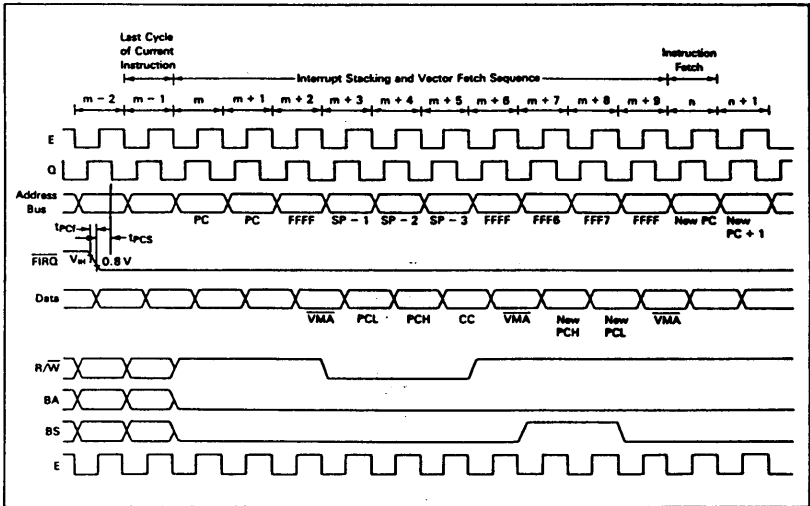 Last Cycle
of Current
Instruction
Instruction
Fetch
Interrupt Stacking and Vector Fetch Sequence
m − 2 m − 1 m m + 1 m + 2 m + 3 m + 4 m + 5 m + 6 m + 7 m + 8 m + 9 n n + 1
E
Q
Address
Bus
PC PC FFFF SP − 1 SP − 2 SP − 3 FFFF FFF6 FFF7 FFFF New PC New
PC + 1
tPCf
tPCS
FIRQ VIH 0.8 V
Data
VMA PCL PCH CC VMA New
PCH New
PCL VMA
R/W
BA
BS
E